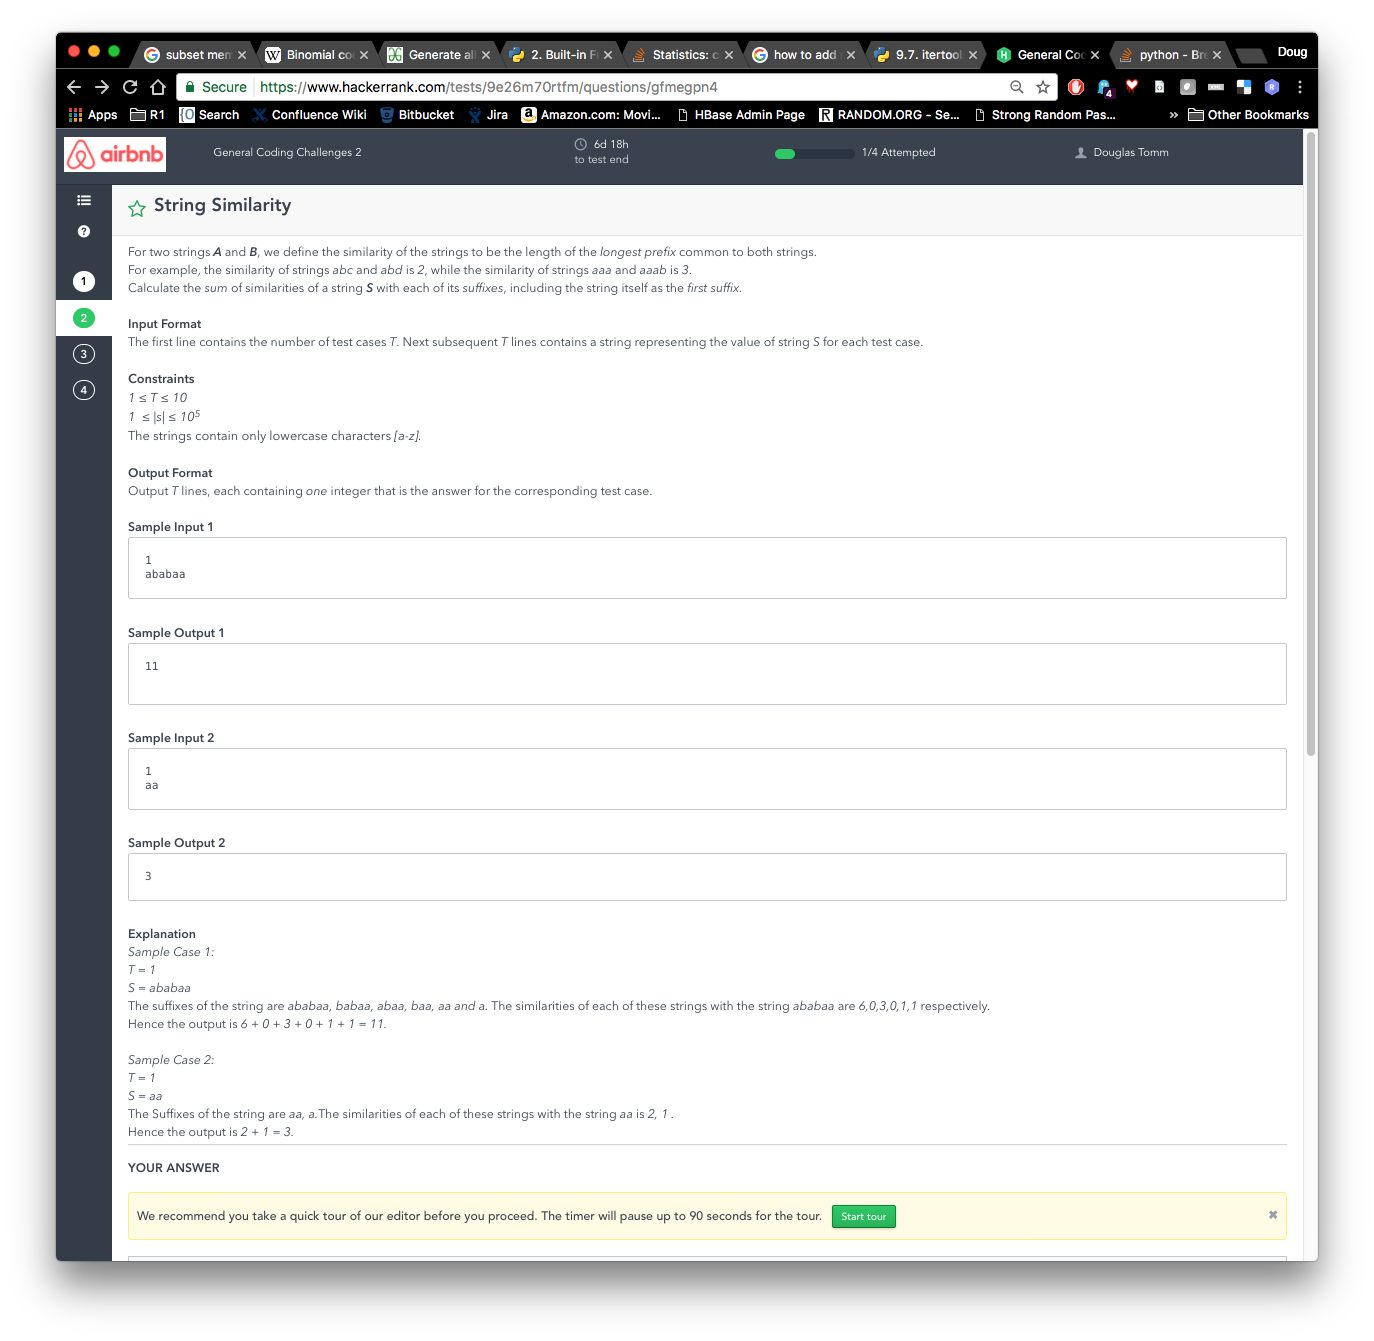 subset mem
Binomial co
Generate all
2. Built-in F
Statistics: c
how to add
9.7. itertool
General Coc
python - Bre
Doug
Secure https://www.hackerrank.com/tests/9e26m70rtfm/questions/gfmegpn4
4
Apps R1 Search Confluence Wiki Bitbucket Jira Amazon.com: Movi... HBase Admin Page RANDOM.ORG - Se... Strong Random Pas... » Other Bookmarks
airbnb
General Coding Challenges 2
6d 18h
to test end
1/4 Attempted
Douglas Tomm
1
2
3
4
String Similarity
For two strings A and B, we define the similarity of the strings to be the length of the longest prefix common to both strings.
For example, the similarity of strings abc and abd is 2, while the similarity of strings aaa and aaab is 3.
Calculate the sum of similarities of a string S with each of its suffixes, including the string itself as the first suffix.
Input Format
The first line contains the number of test cases T. Next subsequent T lines contains a string representing the value of string S for each test case.
Constraints
1 ≤ T ≤ 10
1 ≤ |s| ≤ 10⁵
The strings contain only lowercase characters [a-z].
Output Format
Output T lines, each containing one integer that is the answer for the corresponding test case.
Sample Input 1
1
ababaa
Sample Output 1
11
Sample Input 2
1
aa
Sample Output 2
3
Explanation
Sample Case 1:
T = 1
S = ababaa
The suffixes of the string are ababaa, babaa, abaa, baa, aa and a. The similarities of each of these strings with the string ababaa are 6,0,3,0,1,1 respectively.
Hence the output is 6 + 0 + 3 + 0 + 1 + 1 = 11.
Sample Case 2:
T = 1
S = aa
The Suffixes of the string are aa, a.The similarities of each of these strings with the string aa is 2, 1 .
Hence the output is 2 + 1 = 3.
YOUR ANSWER
We recommend you take a quick tour of our editor before you proceed. The timer will pause up to 90 seconds for the tour. Start tour